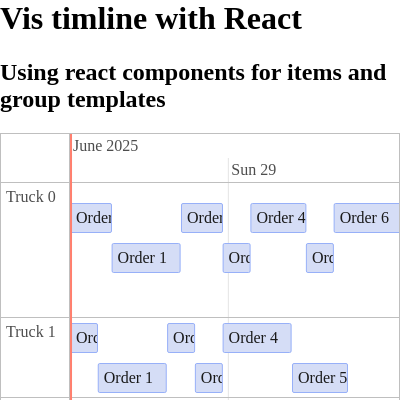 Vis timline with React
Using react components for items and
group templates
June 2025
Sun 29
Truck 0
Order
Order
Order 4
Order 6
Order 1
Ord
Ord
Truck 1
Ord
Ord
Order 4
Order 1
Ord
Order 5